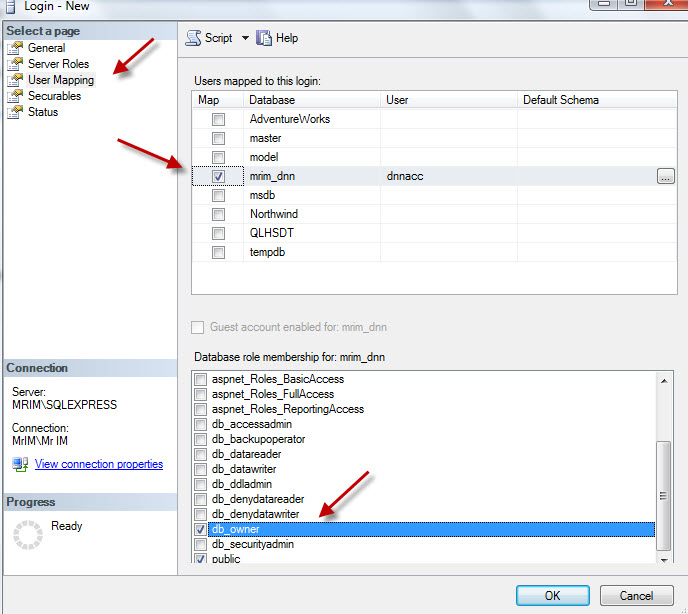 Login - New
Select a page
General
Server Roles
User Mapping
Securables
Status
Script Help
Users mapped to this login:
Map Database User Default Schema
AdventureWorks
master
model
mrim_dnn dnnacc ...
msdb
Northwind
QLHSDT
tempdb
Guest account enabled for: mrim_dnn
Database role membership for: mrim_dnn
aspnet_Roles_BasicAccess
aspnet_Roles_FullAccess
aspnet_Roles_ReportingAccess
db_accessadmin
db_backupoperator
db_datareader
db_datawriter
db_ddladmin
db_denydatareader
db_denydatawriter
db_owner
db_securityadmin
public
Connection
Server:
MRIM\SQLEXPRESS
Connection:
MrIM\Mr IM
View connection properties
Progress
Ready
OK Cancel